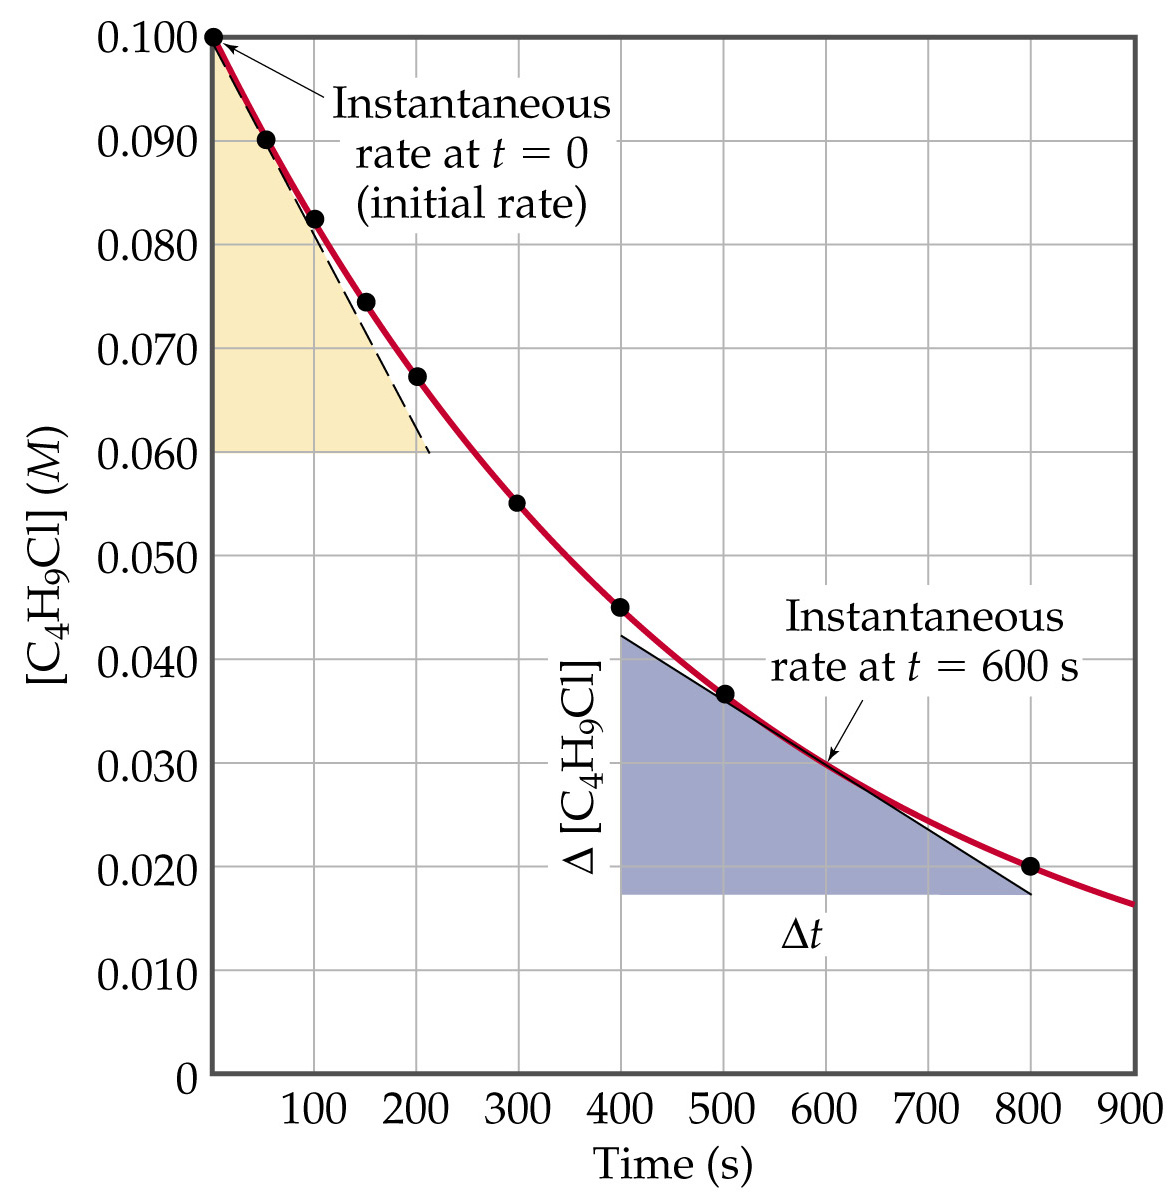 0.100
0.090
0.080
0.070
0.060
0.050
0.040
0.030
0.020
0.010
0
[C₄H₉Cl] (M)
Instantaneous
rate at t = 0
(initial rate)
Instantaneous
rate at t = 600 s
Δ [C₄H₉Cl]
Δt
100 200 300 400 500 600 700 800 900
Time (s)